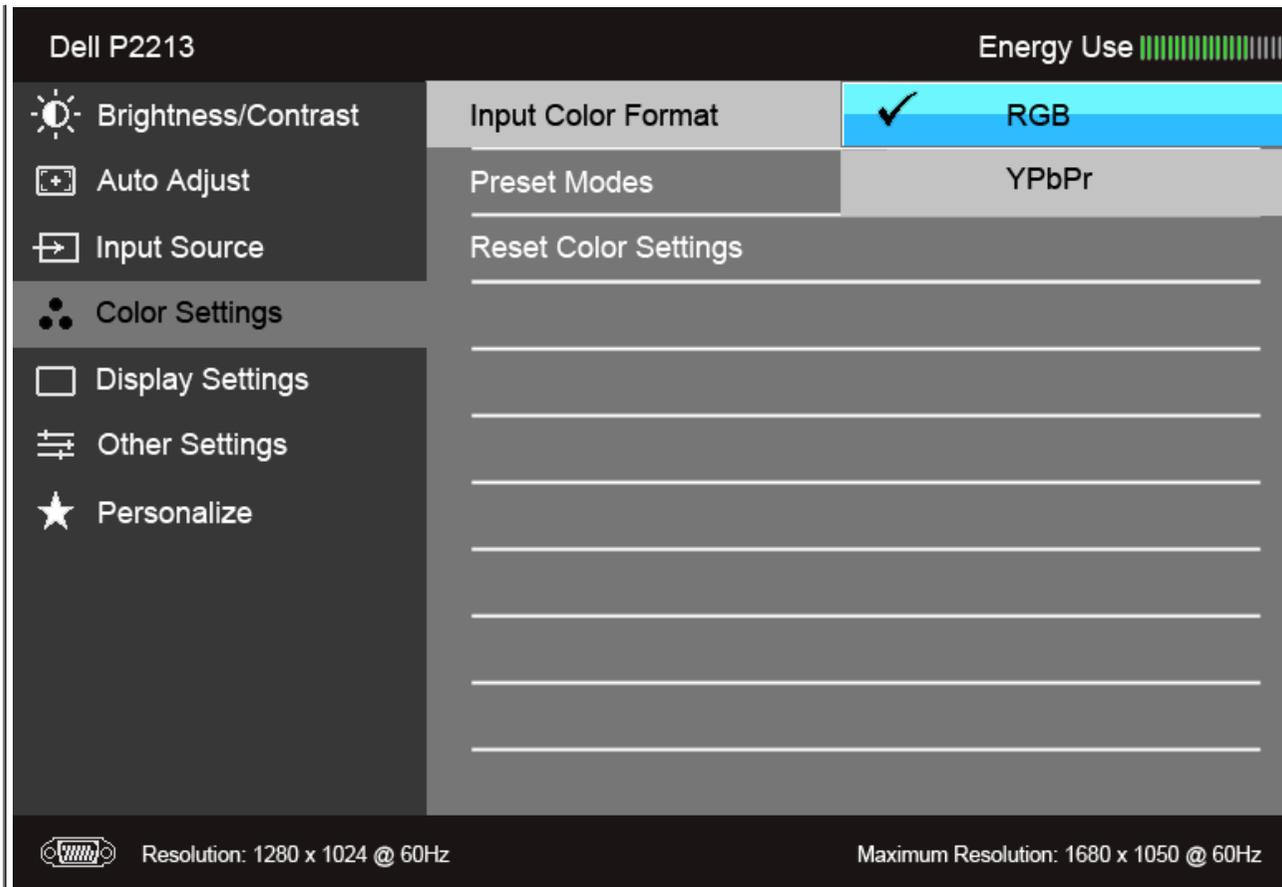 Dell P2213
Energy Use
Brightness/Contrast
Auto Adjust
Input Source
Color Settings
Display Settings
Other Settings
Personalize
Input Color Format
RGB
YPbPr
Preset Modes
Reset Color Settings
Resolution: 1280 x 1024 @ 60Hz
Maximum Resolution: 1680 x 1050 @ 60Hz